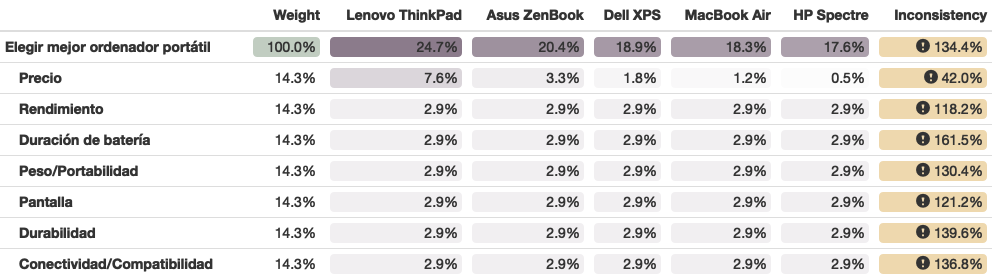 Weight Lenovo ThinkPad Asus ZenBook Dell XPS MacBook Air HP Spectre Inconsistency
Elegir mejor ordenador portátil 100.0% 24.7% 20.4% 18.9% 18.3% 17.6% 134.4%
Precio 14.3% 7.6% 3.3% 1.8% 1.2% 0.5% 42.0%
Rendimiento 14.3% 2.9% 2.9% 2.9% 2.9% 2.9% 118.2%
Duración de batería 14.3% 2.9% 2.9% 2.9% 2.9% 2.9% 161.5%
Peso/Portabilidad 14.3% 2.9% 2.9% 2.9% 2.9% 2.9% 130.4%
Pantalla 14.3% 2.9% 2.9% 2.9% 2.9% 2.9% 121.2%
Durabilidad 14.3% 2.9% 2.9% 2.9% 2.9% 2.9% 139.6%
Conectividad/Compatibilidad 14.3% 2.9% 2.9% 2.9% 2.9% 2.9% 136.8%